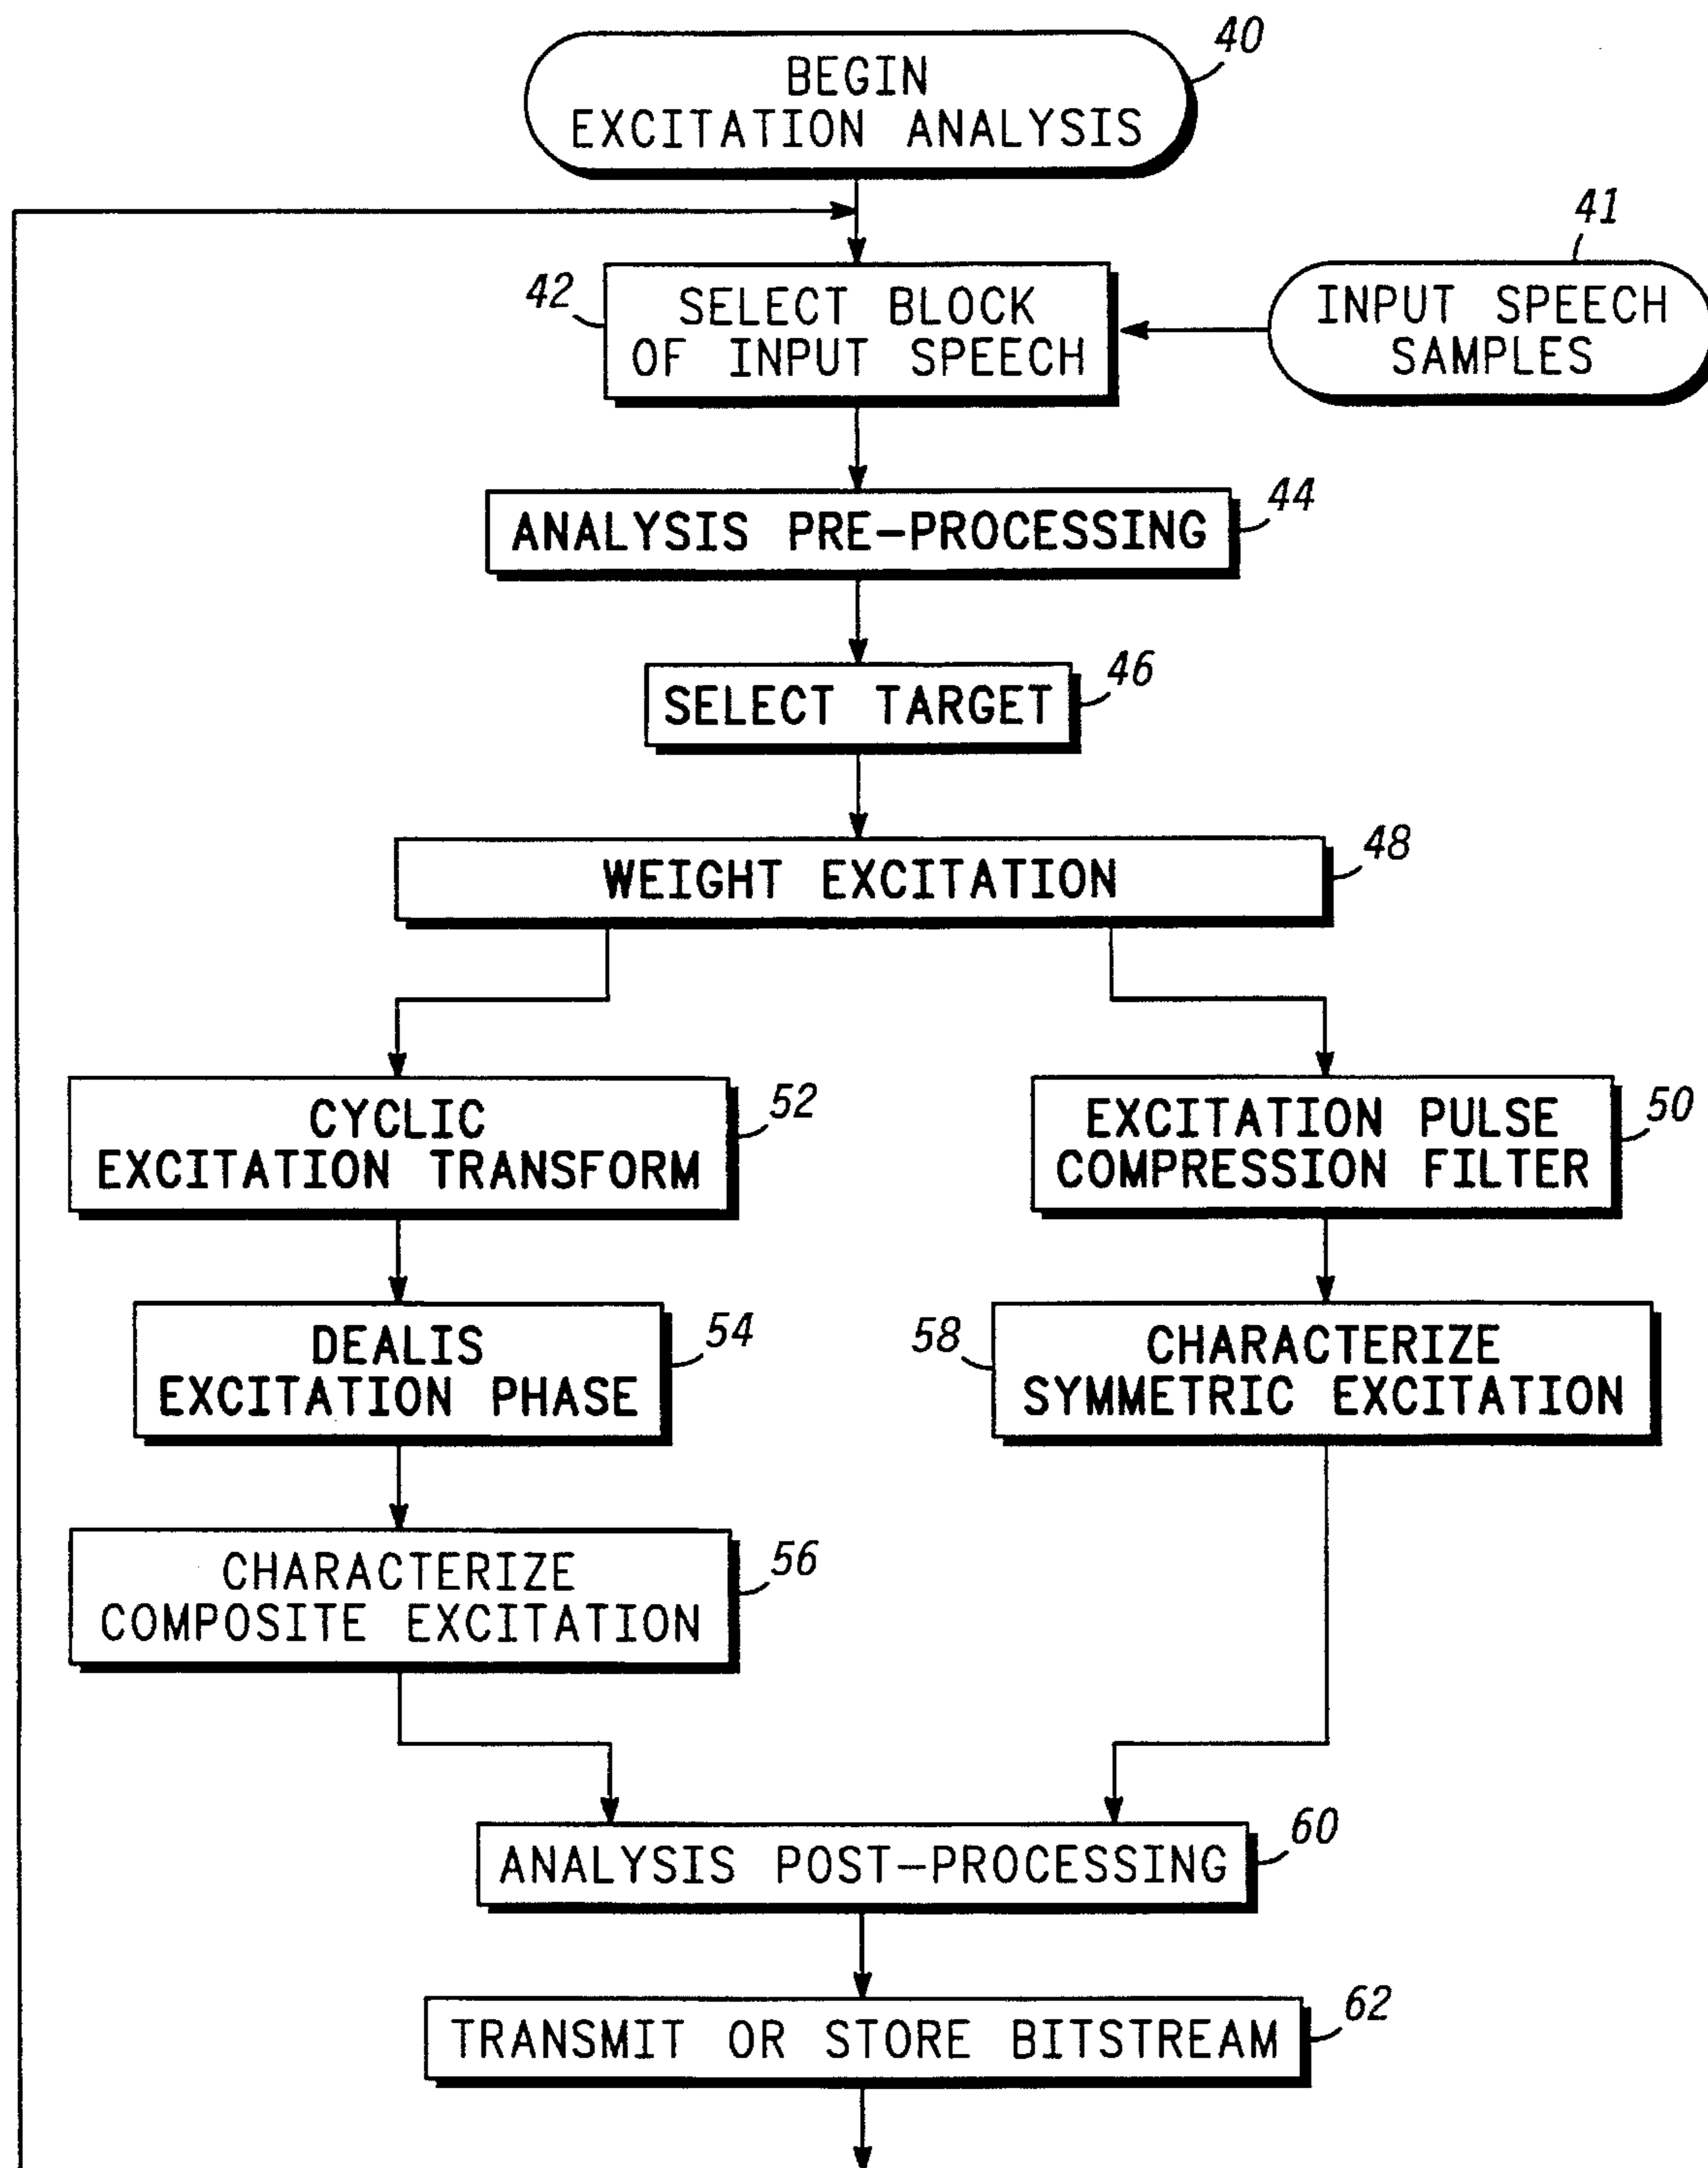 40
BEGIN
EXCITATION ANALYSIS
41
42
SELECT BLOCK
OF INPUT SPEECH
INPUT SPEECH
SAMPLES
44
ANALYSIS PRE-PROCESSING
46
SELECT TARGET
48
WEIGHT EXCITATION
52
CYCLIC
EXCITATION TRANSFORM
50
EXCITATION PULSE
COMPRESSION FILTER
54
DEALIS
EXCITATION PHASE
58
CHARACTERIZE
SYMMETRIC EXCITATION
56
CHARACTERIZE
COMPOSITE EXCITATION
60
ANALYSIS POST-PROCESSING
62
TRANSMIT OR STORE BITSTREAM